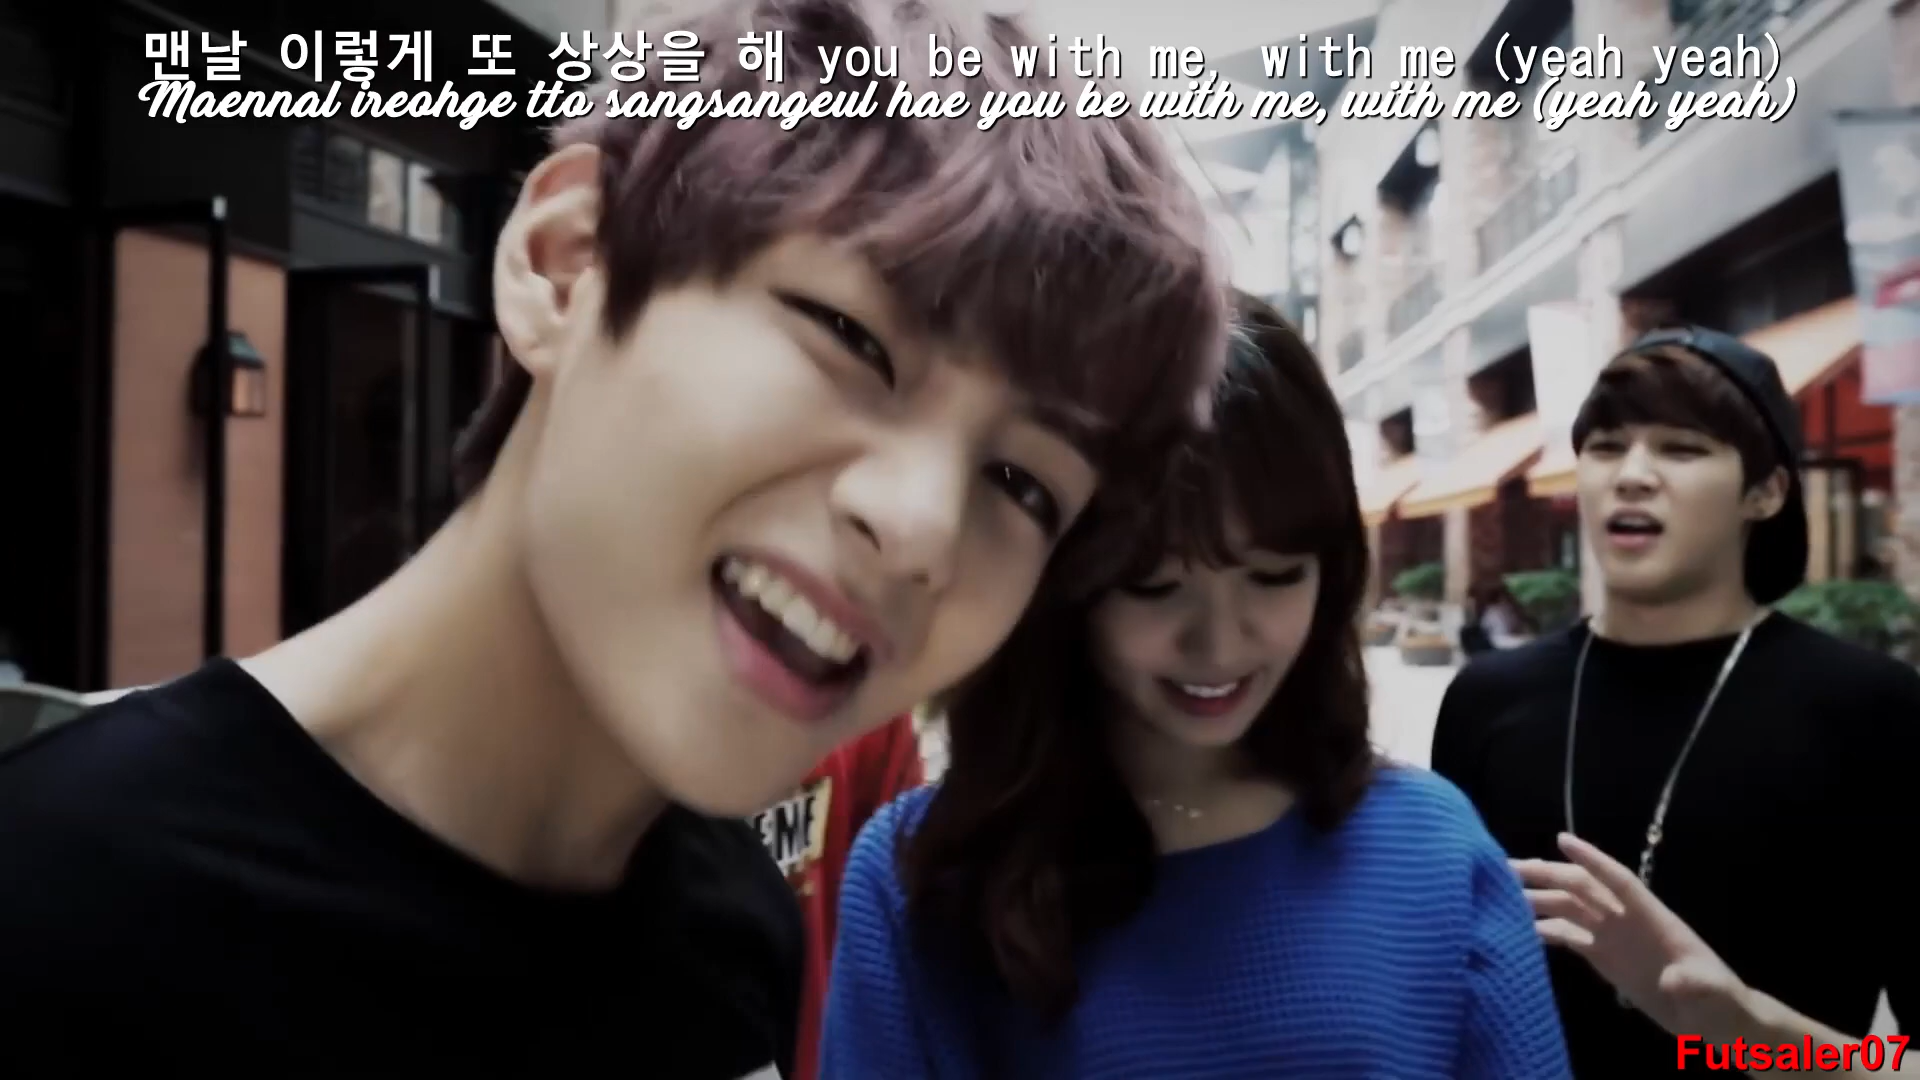 맨날 이렇게 또 상상을 해 you be with me, with me (yeah yeah)
Maennal ireohge tto sangsangeul hae you be with me, with me (yeah yeah)
EME
Futsaler07